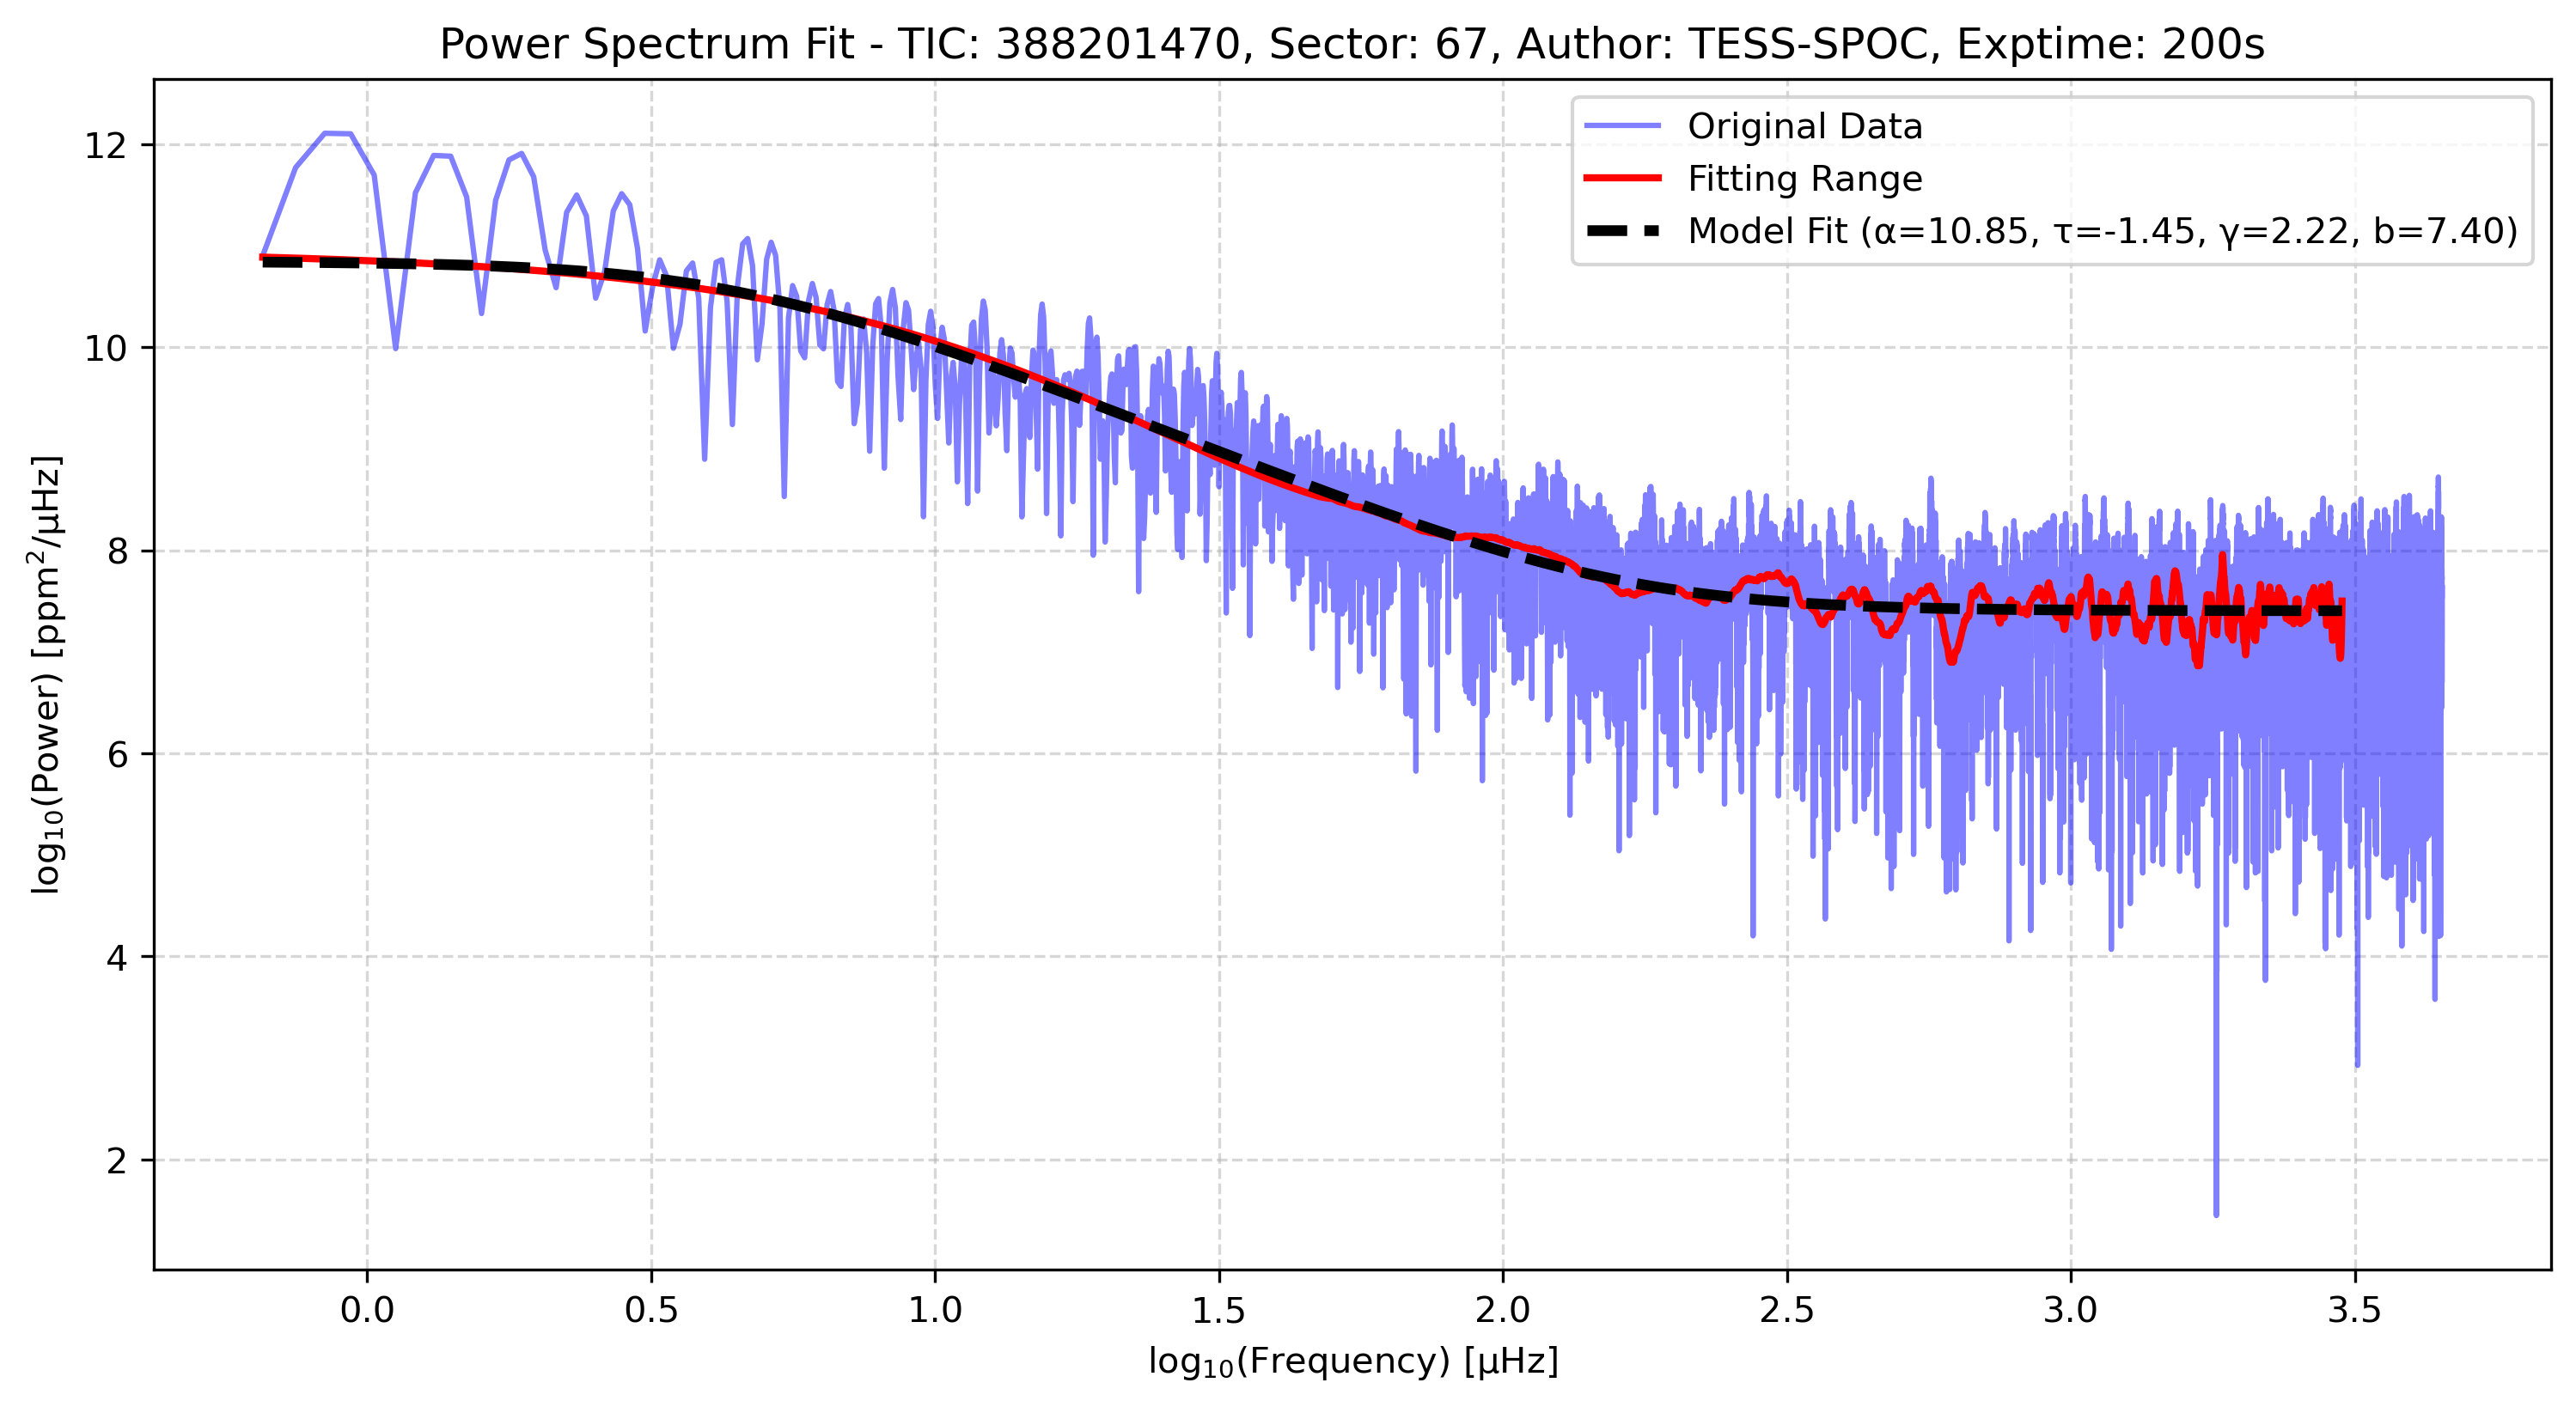 Power Spectrum Fit - TIC: 388201470, Sector: 67, Author: TESS-SPOC, Exptime: 200s
Original Data
Fitting Range
Model Fit (α=10.85, τ=-1.45, γ=2.22, b=7.40)
log₁₀(Power) [ppm²/μHz]
12
10
8
6
4
2
0.0 0.5 1.0 1.5 2.0 2.5 3.0 3.5
log₁₀(Frequency) [μHz]